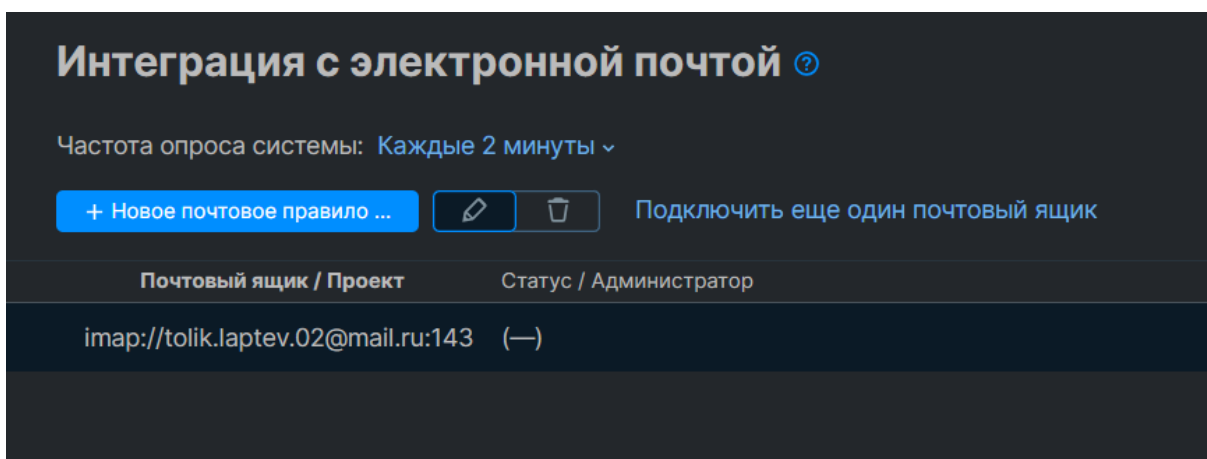 Интеграция с электронной почтой
Частота опроса системы: Каждые 2 минуты
+ Новое почтовое правило ... Подключить еще один почтовый ящик
Почтовый ящик / Проект Статус / Администратор
imap://tolik.laptev.02@mail.ru:143 (—)